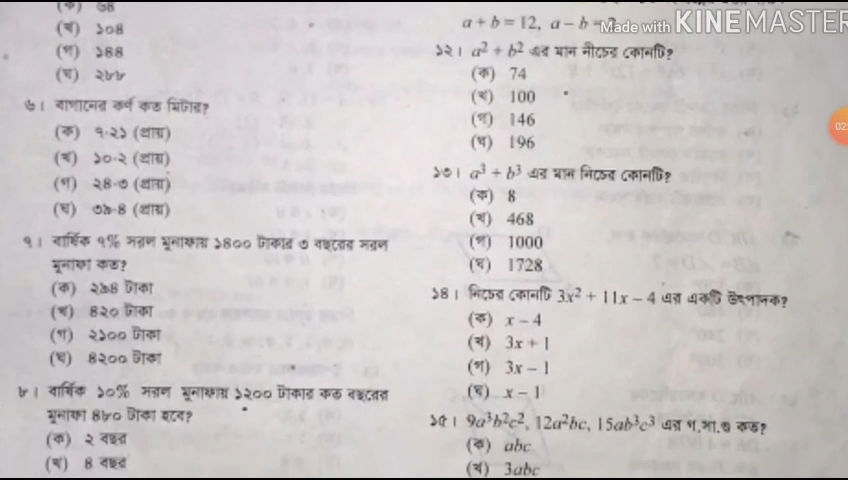 (ক) ৬৪
(খ) ১০৪
(গ) ১৪৪
(ঘ) ২৮৮
৬। বাগানের কর্ণ কত মিটার?
(ক) ৭·২১ (প্রায়)
(খ) ১০·২ (প্রায়)
(গ) ২৪·৩ (প্রায়)
(ঘ) ৩৯·৪ (প্রায়)
৭। বার্ষিক ৭% সরল মুনাফায় ১৪০০ টাকার ৩ বছরের সরল
মুনাফা কত?
(ক) ২৯৪ টাকা
(খ) ৪২০ টাকা
(গ) ২১০০ টাকা
(ঘ) ৪২০০ টাকা
৮। বার্ষিক ১০% সরল মুনাফায় ১২০০ টাকার কত বছরের
মুনাফা ৪৮০ টাকা হবে?
(ক) ২ বছর
(খ) ৪ বছর
a + b = 12, a − b =
Made with KINEMASTER
১২। a² + b² এর মান নীচের কোনটি?
(ক) 74
(খ) 100
(গ) 146
(ঘ) 196
১৩। a³ + b³ এর মান নিচের কোনটি?
(ক) 8
(খ) 468
(গ) 1000
(ঘ) 1728
১৪। নিচের কোনটি 3x² + 11x − 4 এর একটি উৎপাদক?
(ক) x − 4
(খ) 3x + 1
(গ) 3x − 1
(ঘ) x − 1
১৫। 9a³b²c², 12a²bc, 15ab³c³ এর গ.সা.গু কত?
(ক) abc
(খ) 3abc